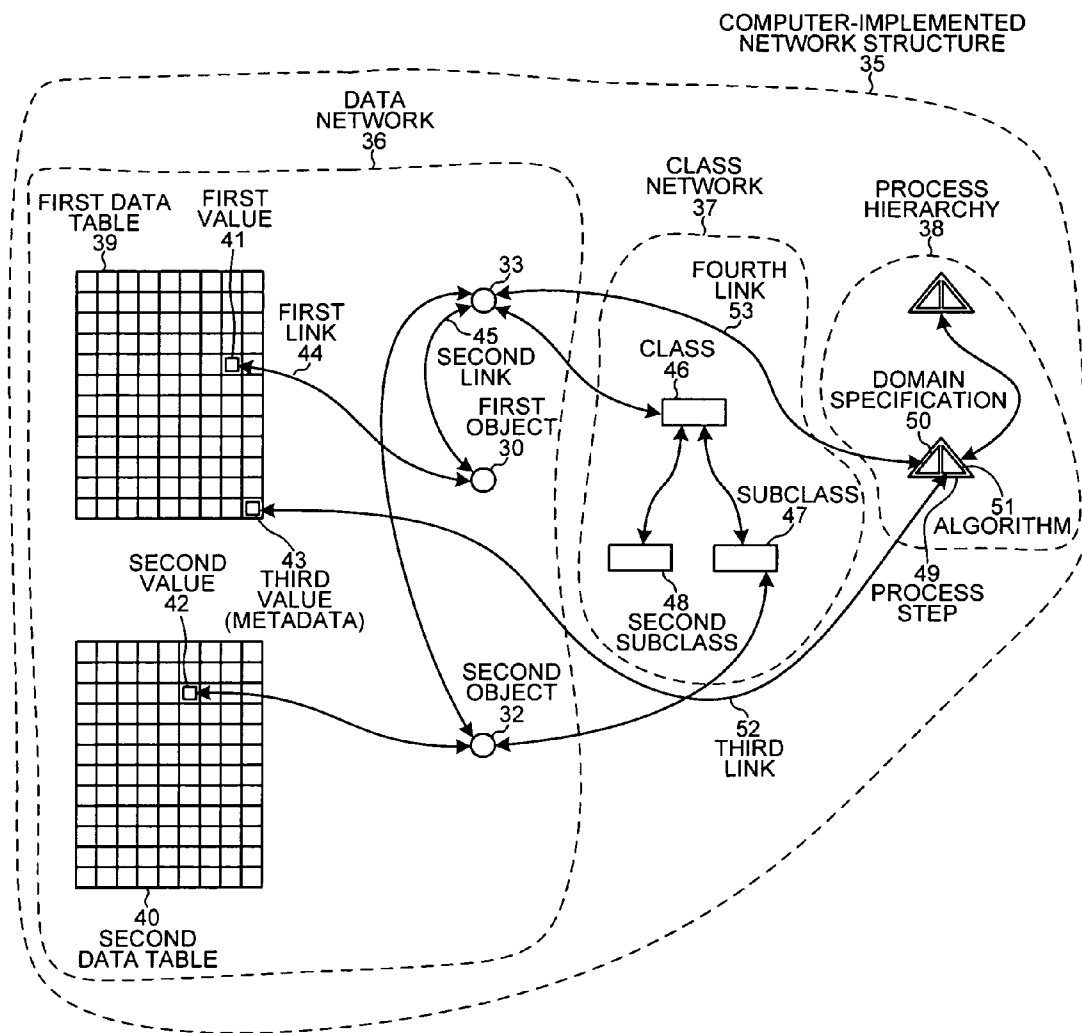 COMPUTER-IMPLEMENTED
NETWORK STRUCTURE
35
DATA
NETWORK
36
CLASS
NETWORK
37
PROCESS
HIERARCHY
38
FIRST DATA
TABLE
39
FIRST
VALUE
41
33
FOURTH
LINK
53
FIRST
LINK
44
45
SECOND
LINK
CLASS
46
DOMAIN
SPECIFICATION
50
FIRST
OBJECT
30
SUBCLASS
47
51
ALGORITHM
49
PROCESS
STEP
43
THIRD
VALUE
(METADATA)
SECOND
VALUE
42
48
SECOND
SUBCLASS
SECOND
OBJECT
32
52
THIRD
LINK
40
SECOND
DATA TABLE